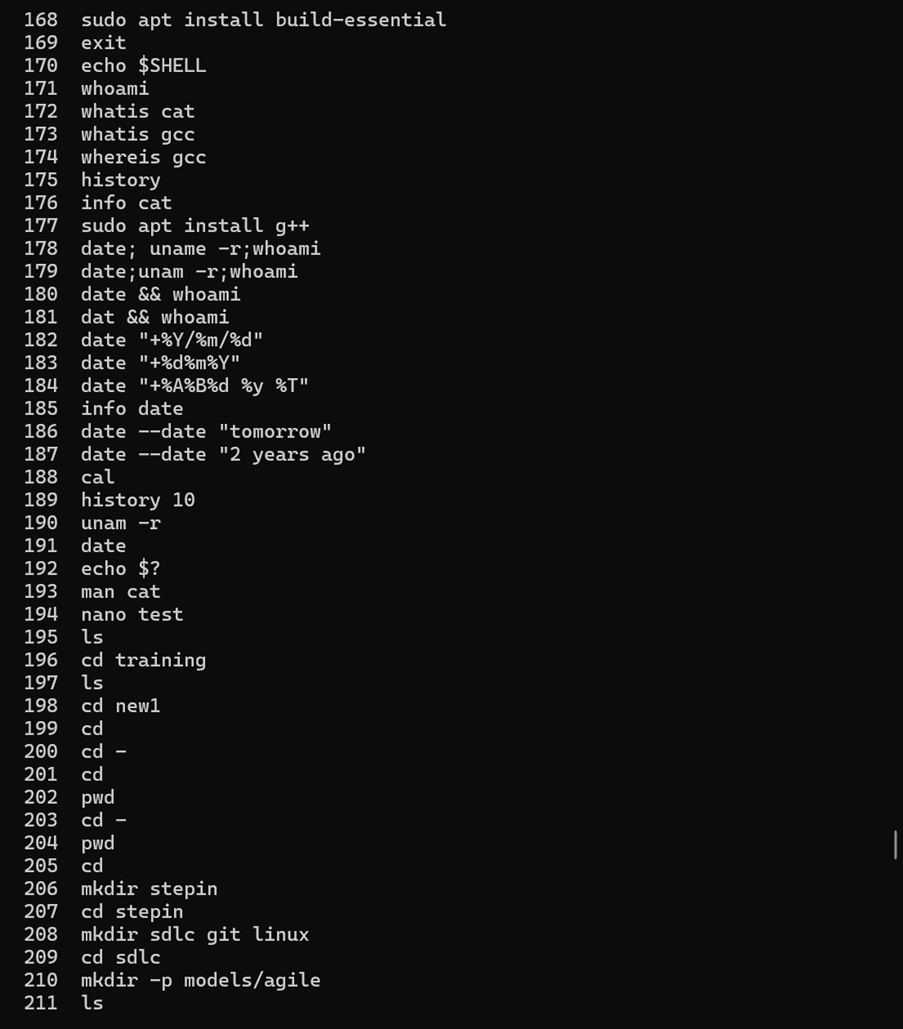 168  sudo apt install build-essential
169  exit
170  echo $SHELL
171  whoami
172  whatis cat
173  whatis gcc
174  whereis gcc
175  history
176  info cat
177  sudo apt install g++
178  date; uname -r;whoami
179  date;unam -r;whoami
180  date && whoami
181  dat && whoami
182  date "+%Y/%m/%d"
183  date "+%d%m%Y"
184  date "+%A%B%d %y %T"
185  info date
186  date --date "tomorrow"
187  date --date "2 years ago"
188  cal
189  history 10
190  unam -r
191  date
192  echo $?
193  man cat
194  nano test
195  ls
196  cd training
197  ls
198  cd new1
199  cd
200  cd -
201  cd
202  pwd
203  cd -
204  pwd
205  cd
206  mkdir stepin
207  cd stepin
208  mkdir sdlc git linux
209  cd sdlc
210  mkdir -p models/agile
211  ls